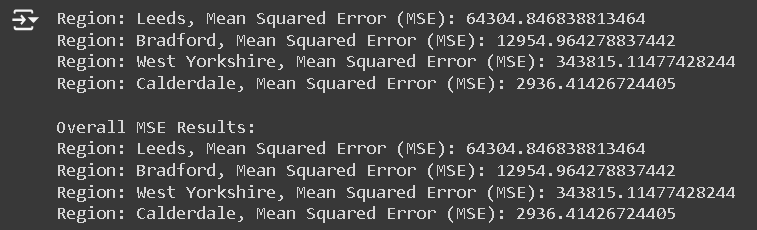 Region: Leeds, Mean Squared Error (MSE): 64304.846838813464
Region: Bradford, Mean Squared Error (MSE): 12954.964278837442
Region: West Yorkshire, Mean Squared Error (MSE): 343815.11477428244
Region: Calderdale, Mean Squared Error (MSE): 2936.41426724405
Overall MSE Results:
Region: Leeds, Mean Squared Error (MSE): 64304.846838813464
Region: Bradford, Mean Squared Error (MSE): 12954.964278837442
Region: West Yorkshire, Mean Squared Error (MSE): 343815.11477428244
Region: Calderdale, Mean Squared Error (MSE): 2936.41426724405